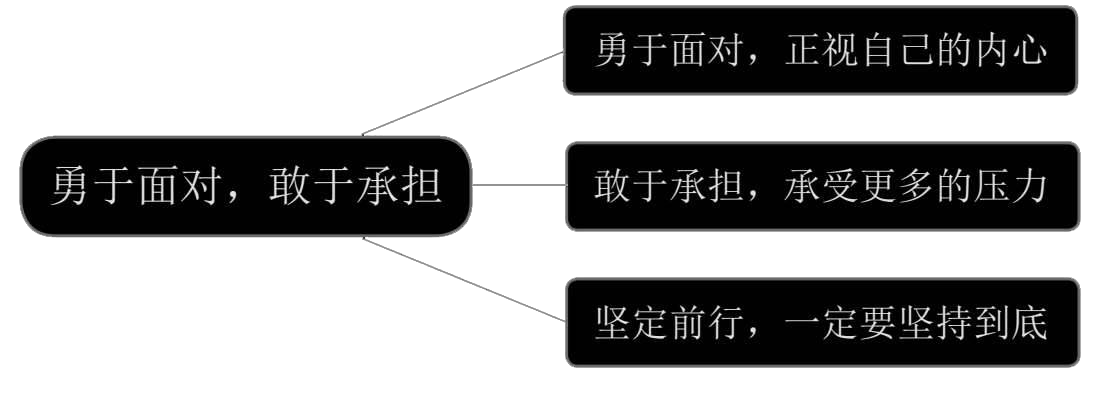 勇于面对，正视自己的内心
勇于面对，敢于承担
敢于承担，承受更多的压力
坚定前行，一定要坚持到底